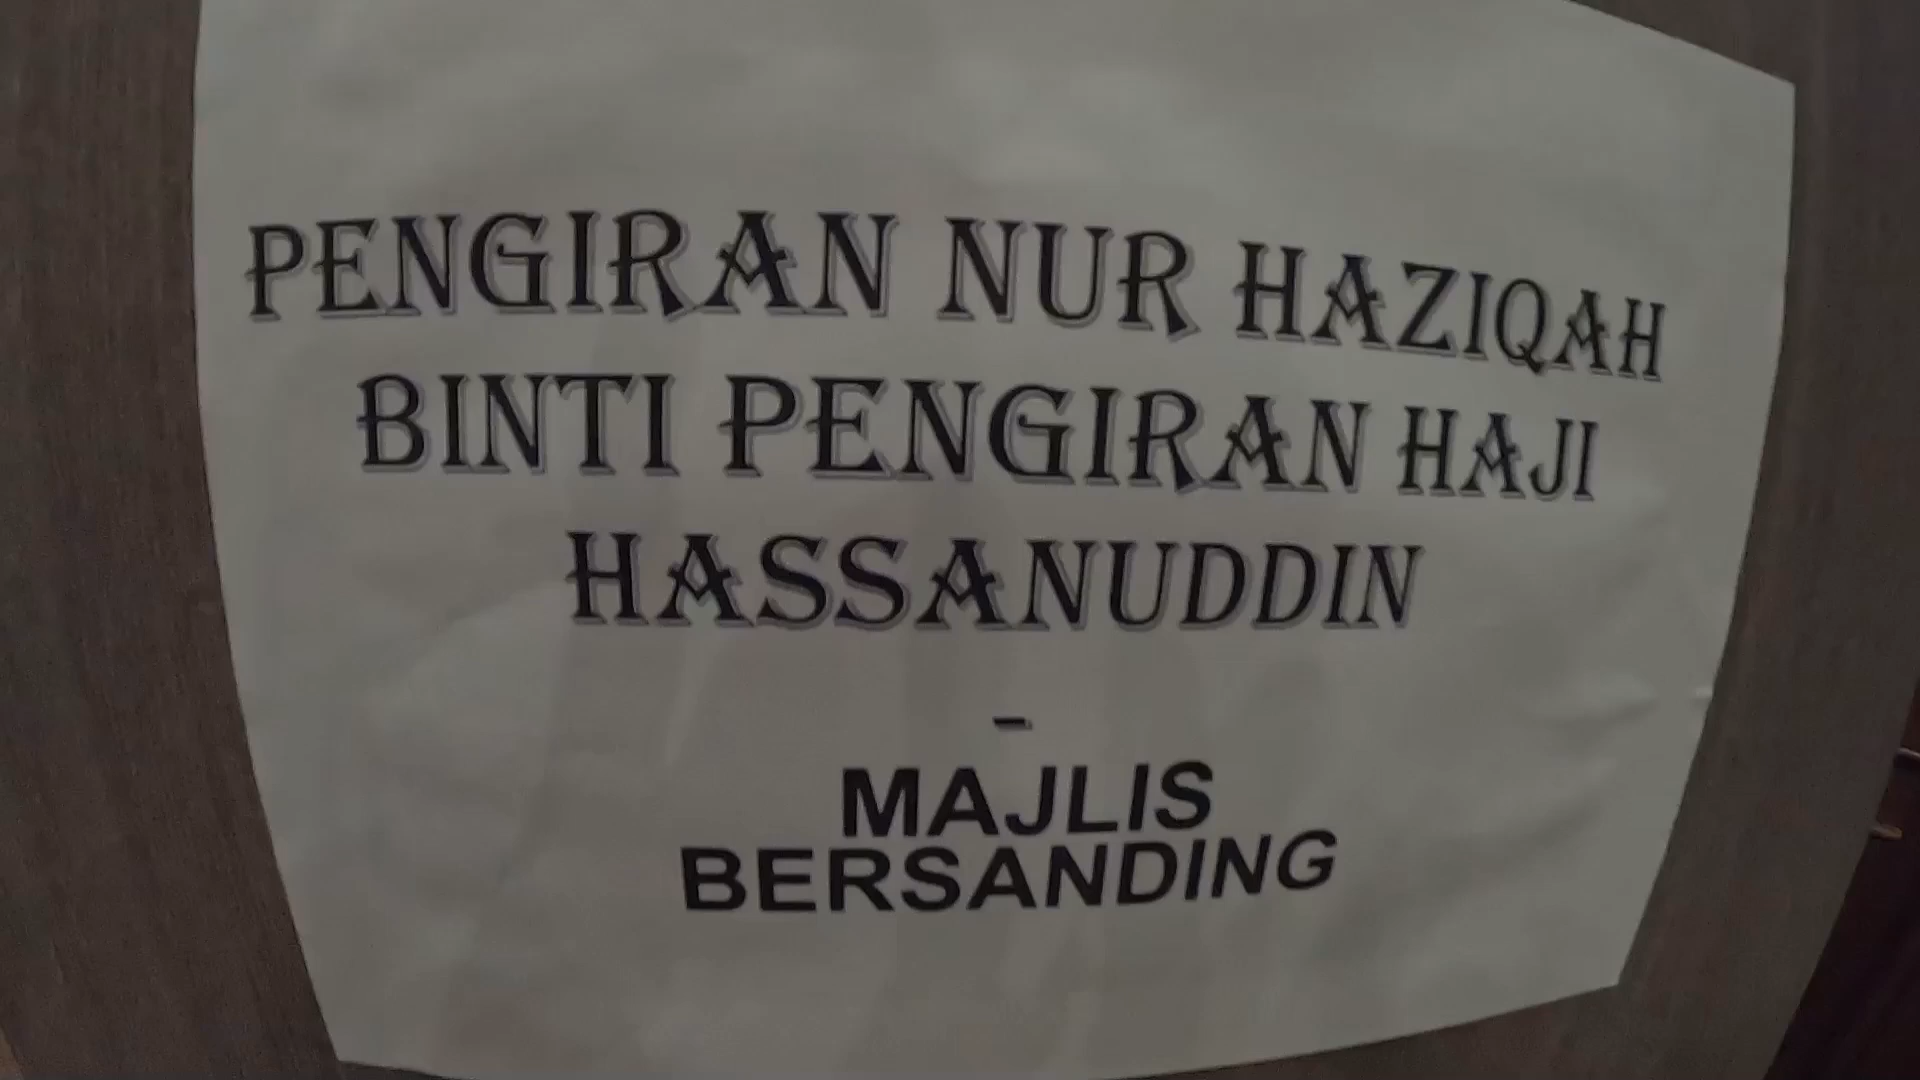 PENGIRAN NUR HAZIQAH
BINTI PENGIRAN HAJI
HASSANUDDIN
-
MAJLIS
BERSANDING